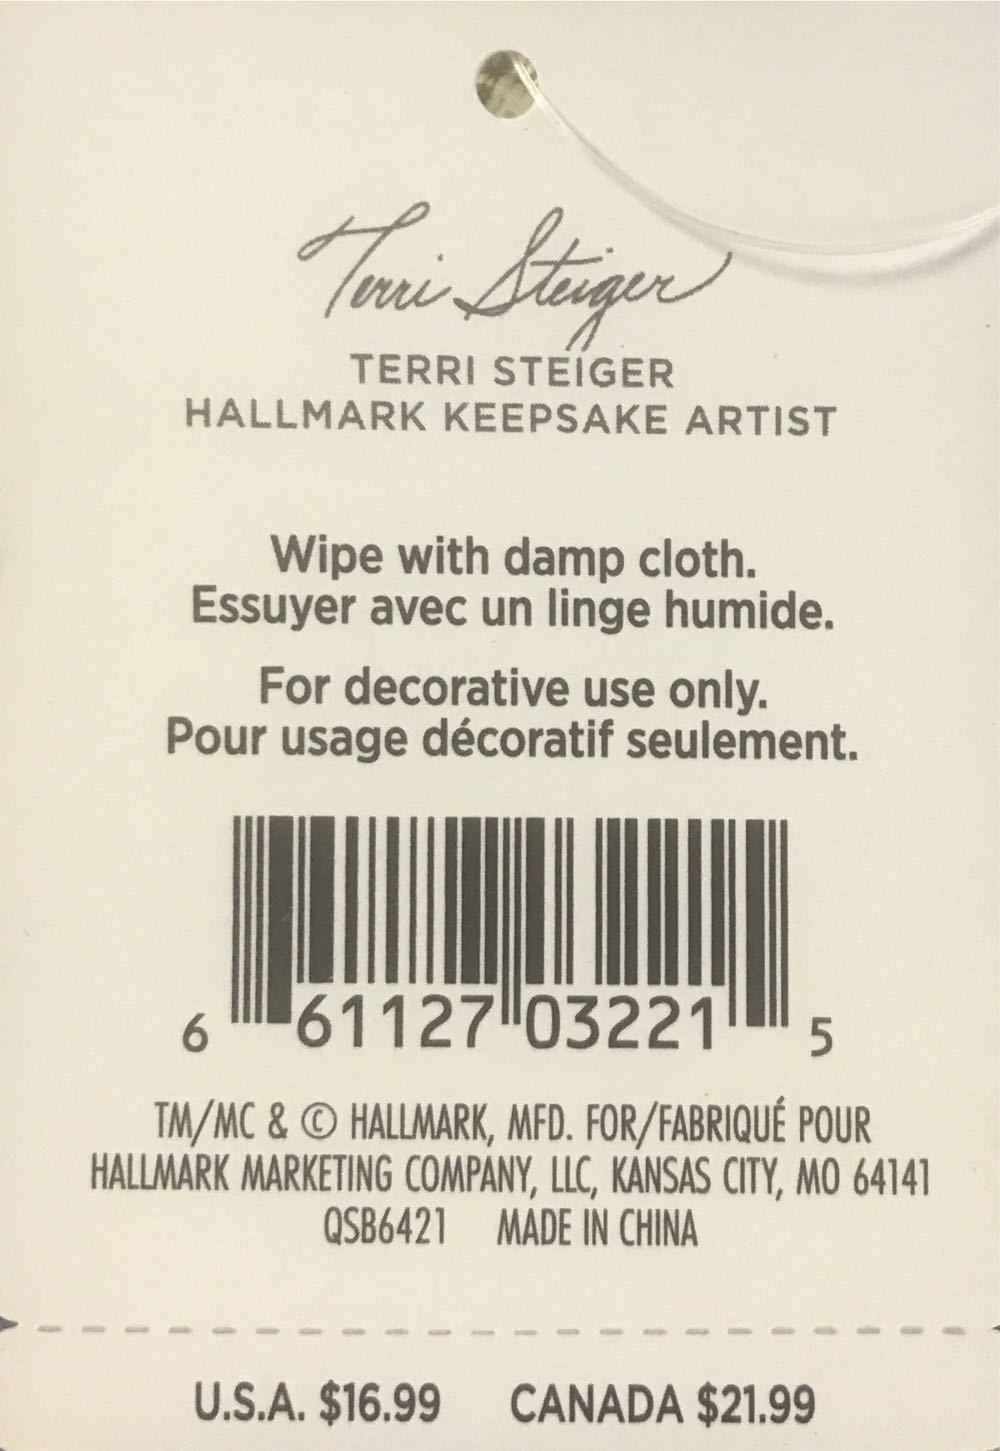 Terri Steiger
TERRI STEIGER
HALLMARK KEEPSAKE ARTIST
Wipe with damp cloth.
Essuyer avec un linge humide.
For decorative use only.
Pour usage décoratif seulement.
6 61127 03221 5
TM/MC & © HALLMARK, MFD. FOR/FABRIQUÉ POUR
HALLMARK MARKETING COMPANY, LLC, KANSAS CITY, MO 64141
QSB6421 MADE IN CHINA
U.S.A. $16.99 CANADA $21.99